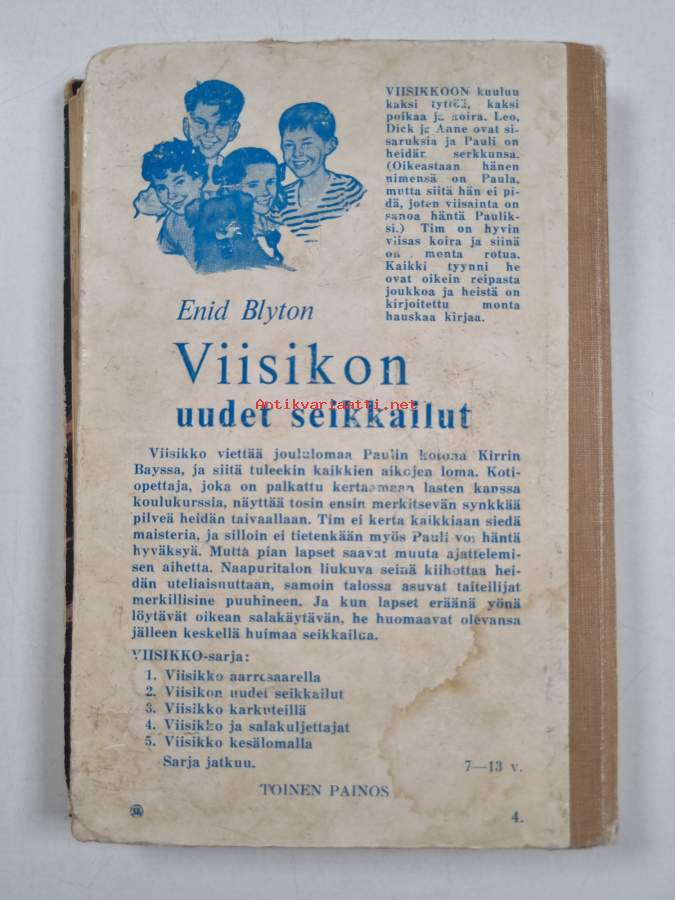 VIISIKKOON kuuluu
kaksi tyttöä, kaksi
poikaa ja koira. Leo,
Dick ja Anne ovat si-
saruksia ja Pauli on
heidän serkkunsa.
(Oikeastaan hänen
nimensä on Paula,
mutta siitä hän ei pi-
dä, joten viisainta on
sanoa häntä Paulik-
si.) Tim on hyvin
viisas koira ja siinä
on monta rotua.
Kaikki tyynni he
ovat oikein reipasta
joukkoa ja heistä on
kirjoitettu monta
hauskaa kirjaa.
Enid Blyton
Viisikon
Antikvariaatti.net
uudet seikkailut
Viisikko viettää joululomaa Paulin kotona Kirrin
Bayssa, ja siitä tuleekin kaikkien aikojen loma. Koti-
opettaja, joka on palkattu kertaamaan lasten kanssa
koulukurssia, näyttää tosin ensin merkitsevän synkkää
pilveä heidän taivaallaan. Tim ei kerta kaikkiaan siedä
maisteria, ja silloin ei tietenkään myös Pauli voi häntä
hyväksyä. Mutta pian lapset saavat muuta ajattelemi-
sen aihetta. Naapuritalon liukuva seinä kiihottaa hei-
dän uteliaisuuttaan, samoin talossa asuvat taiteilijat
merkillisine puuhineen. Ja kun lapset eräänä yönä
löytävät oikean salakäytävän, he huomaavat olevansa
jälleen keskellä huimaa seikkailua.
VIISIKKO-sarja:
1. Viisikko aarresaarella
2. Viisikon uudet seikkailut
3. Viisikko karkuteillä
4. Viisikko ja salakuljettajat
5. Viisikko kesälomalla
Sarja jatkuu.
7—13 v.
TOINEN PAINOS
4.